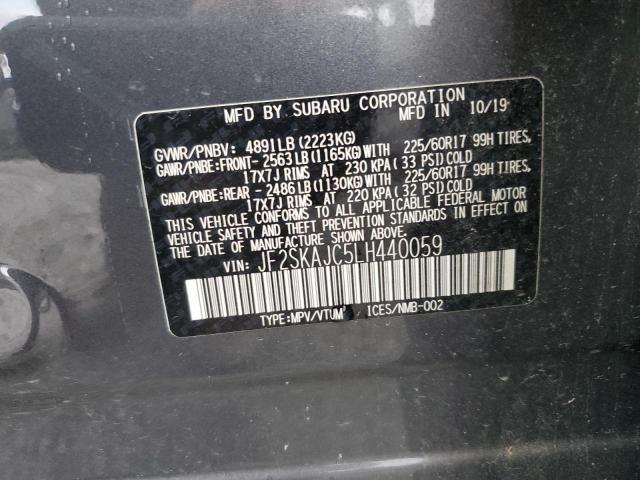 MFD BY SUBARU CORPORATION
MFD IN 10/19
GVWR/PNBV: 4891LB(2223KG)
GAWR/PNBE:FRONT- 2563LB(1165KG)WITH 225/60R17 99H TIRES,
17X7J RIMS AT 230 KPA(33 PSI)COLD
GAWR/PNBE:REAR - 2486LB(1130KG)WITH 225/60R17 99H TIRES,
17X7J RIMS AT 220 KPA(32 PSI)COLD
THIS VEHICLE CONFORMS TO ALL APPLICABLE FEDERAL MOTOR
VEHICLE SAFETY AND THEFT PREVENTION STANDARDS IN EFFECT ON
THE DATE OF MANUFACTURE SHOWN ABOVE.
VIN: JF2SKAJC5LH440059
TYPE:MPV/VTUM ICES/NMB-002